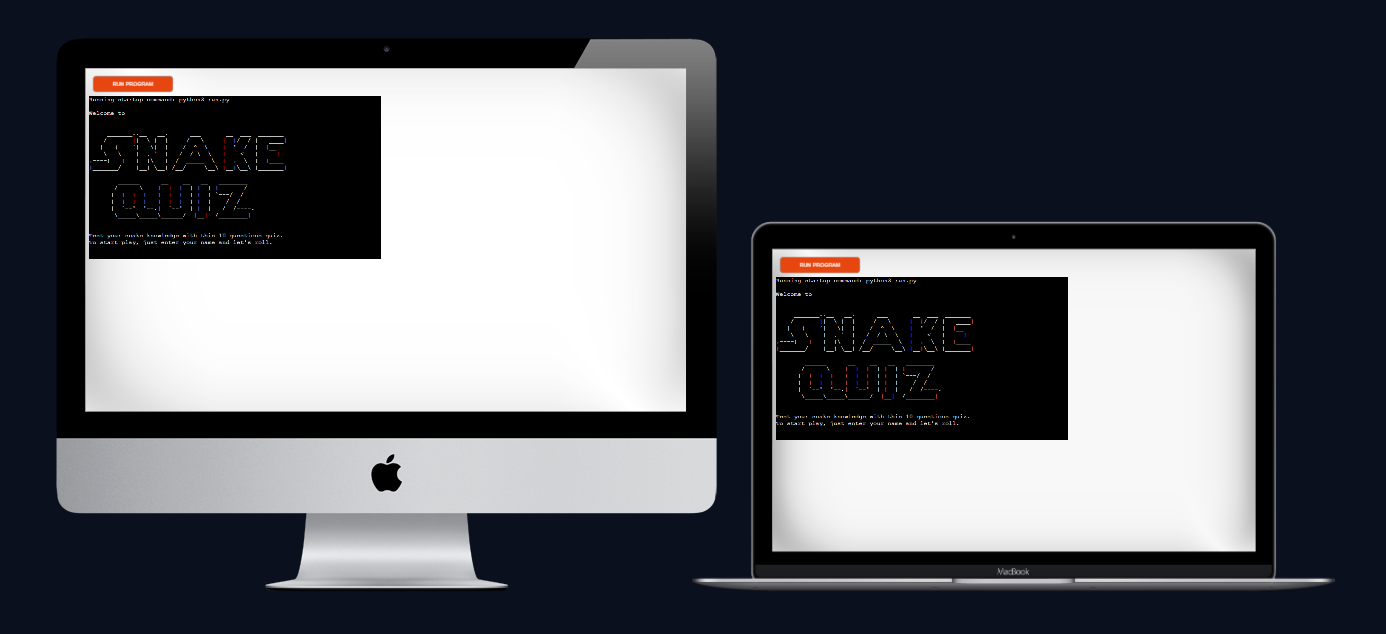 RUN PROGRAM
Running startup command: python3 run.py
Welcome to
SNAKE
QUIZ
Test your snake knowledge with this 10 questions quiz.
To start play, just enter your name and let's roll.
RUN PROGRAM
Running startup command: python3 run.py
Welcome to
SNAKE
QUIZ
Test your snake knowledge with this 10 questions quiz.
To start play, just enter your name and let's roll.
MacBook